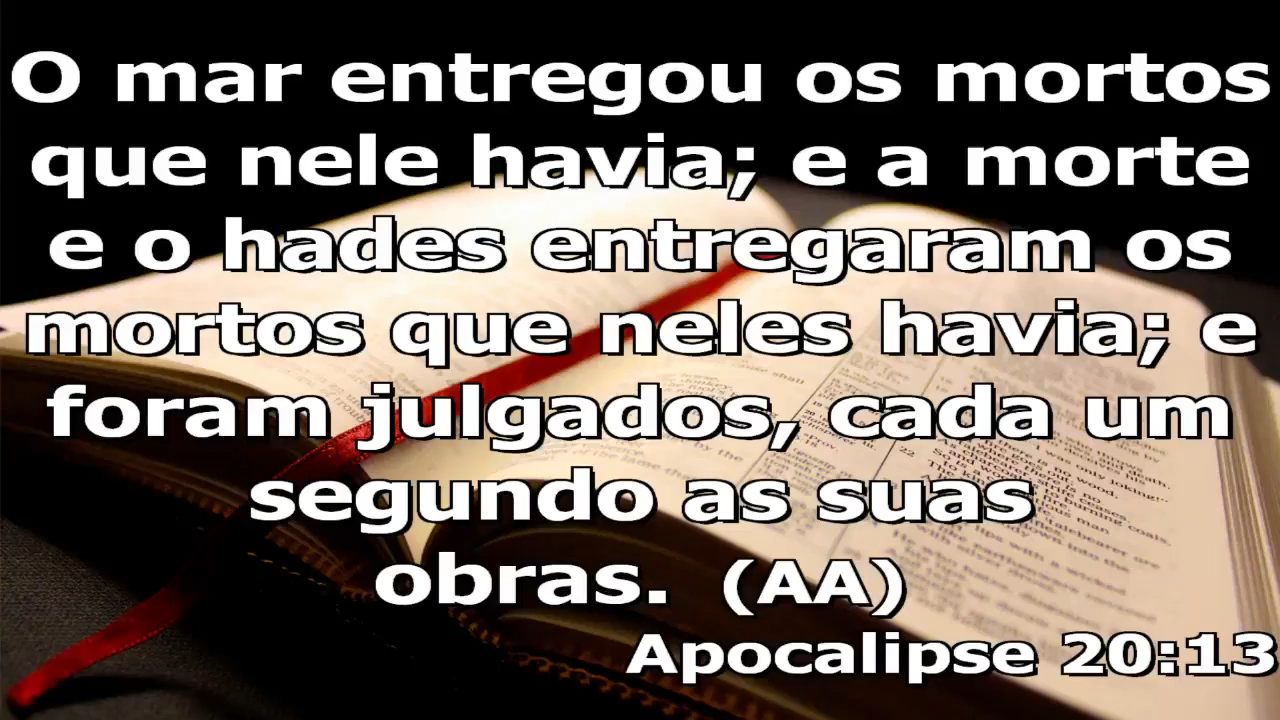 O mar entregou os mortos
que nele havia; e a morte
e o hades entregaram os
mortos que neles havia; e
foram julgados, cada um
segundo as suas
obras. (AA)
Apocalipse 20:13